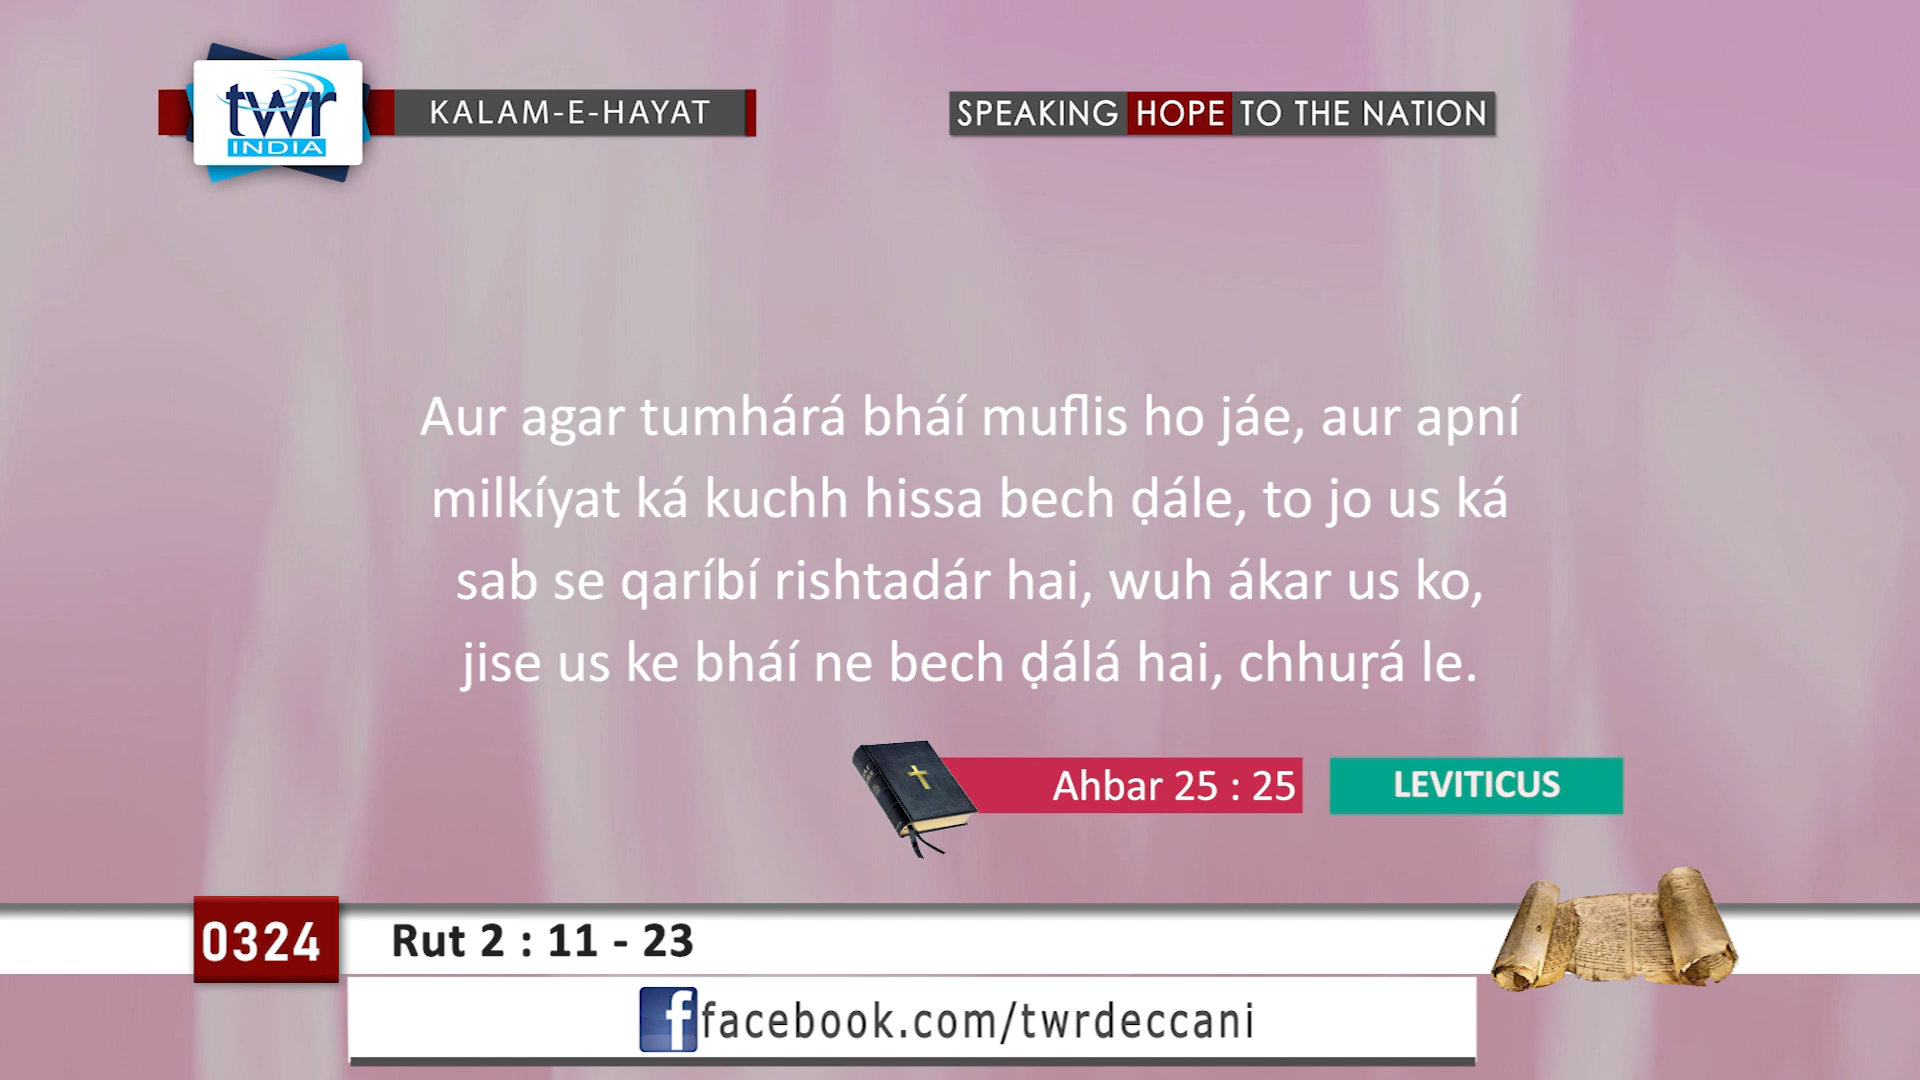 twr
INDIA
KALAM-E-HAYAT
SPEAKING HOPE TO THE NATION
Aur agar tumhárá bháí muflis ho jáe, aur apní
milkíyat ká kuchh hissa bech ḍále, to jo us ká
sab se qaríbí rishtadár hai, wuh ákar us ko,
jise us ke bháí ne bech ḍálá hai, chhuṛá le.
Ahbar 25 : 25
LEVITICUS
0324
Rut 2 : 11 - 23
facebook.com/twrdeccani